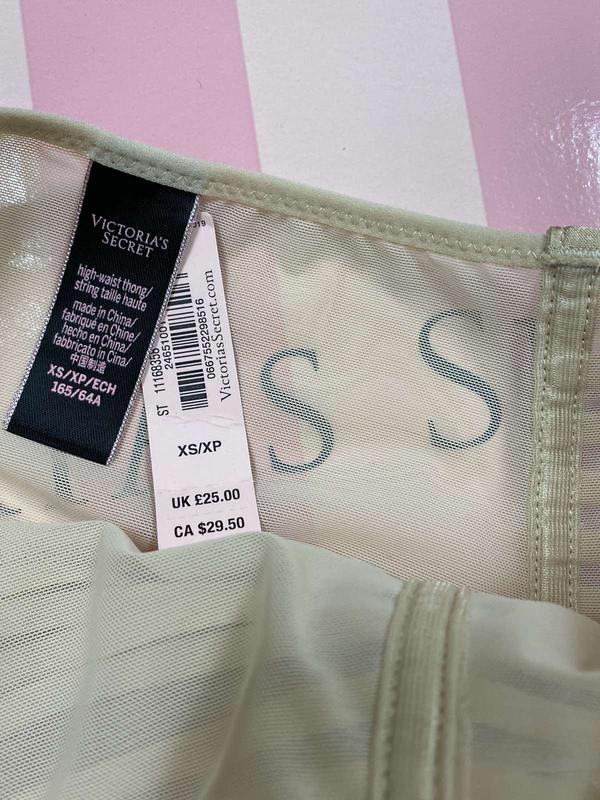 VICTORIA'S
SECRET
high-waist thong/
string taille haute
made in China/
fabriqué en Chine/
hecho en China/
fabbricato in Cina/
中国制造
XS/XP/ECH
165/64A
0667552298516
VictoriasSecret.com
XS/XP
UK £25.00
CA $29.50
S S